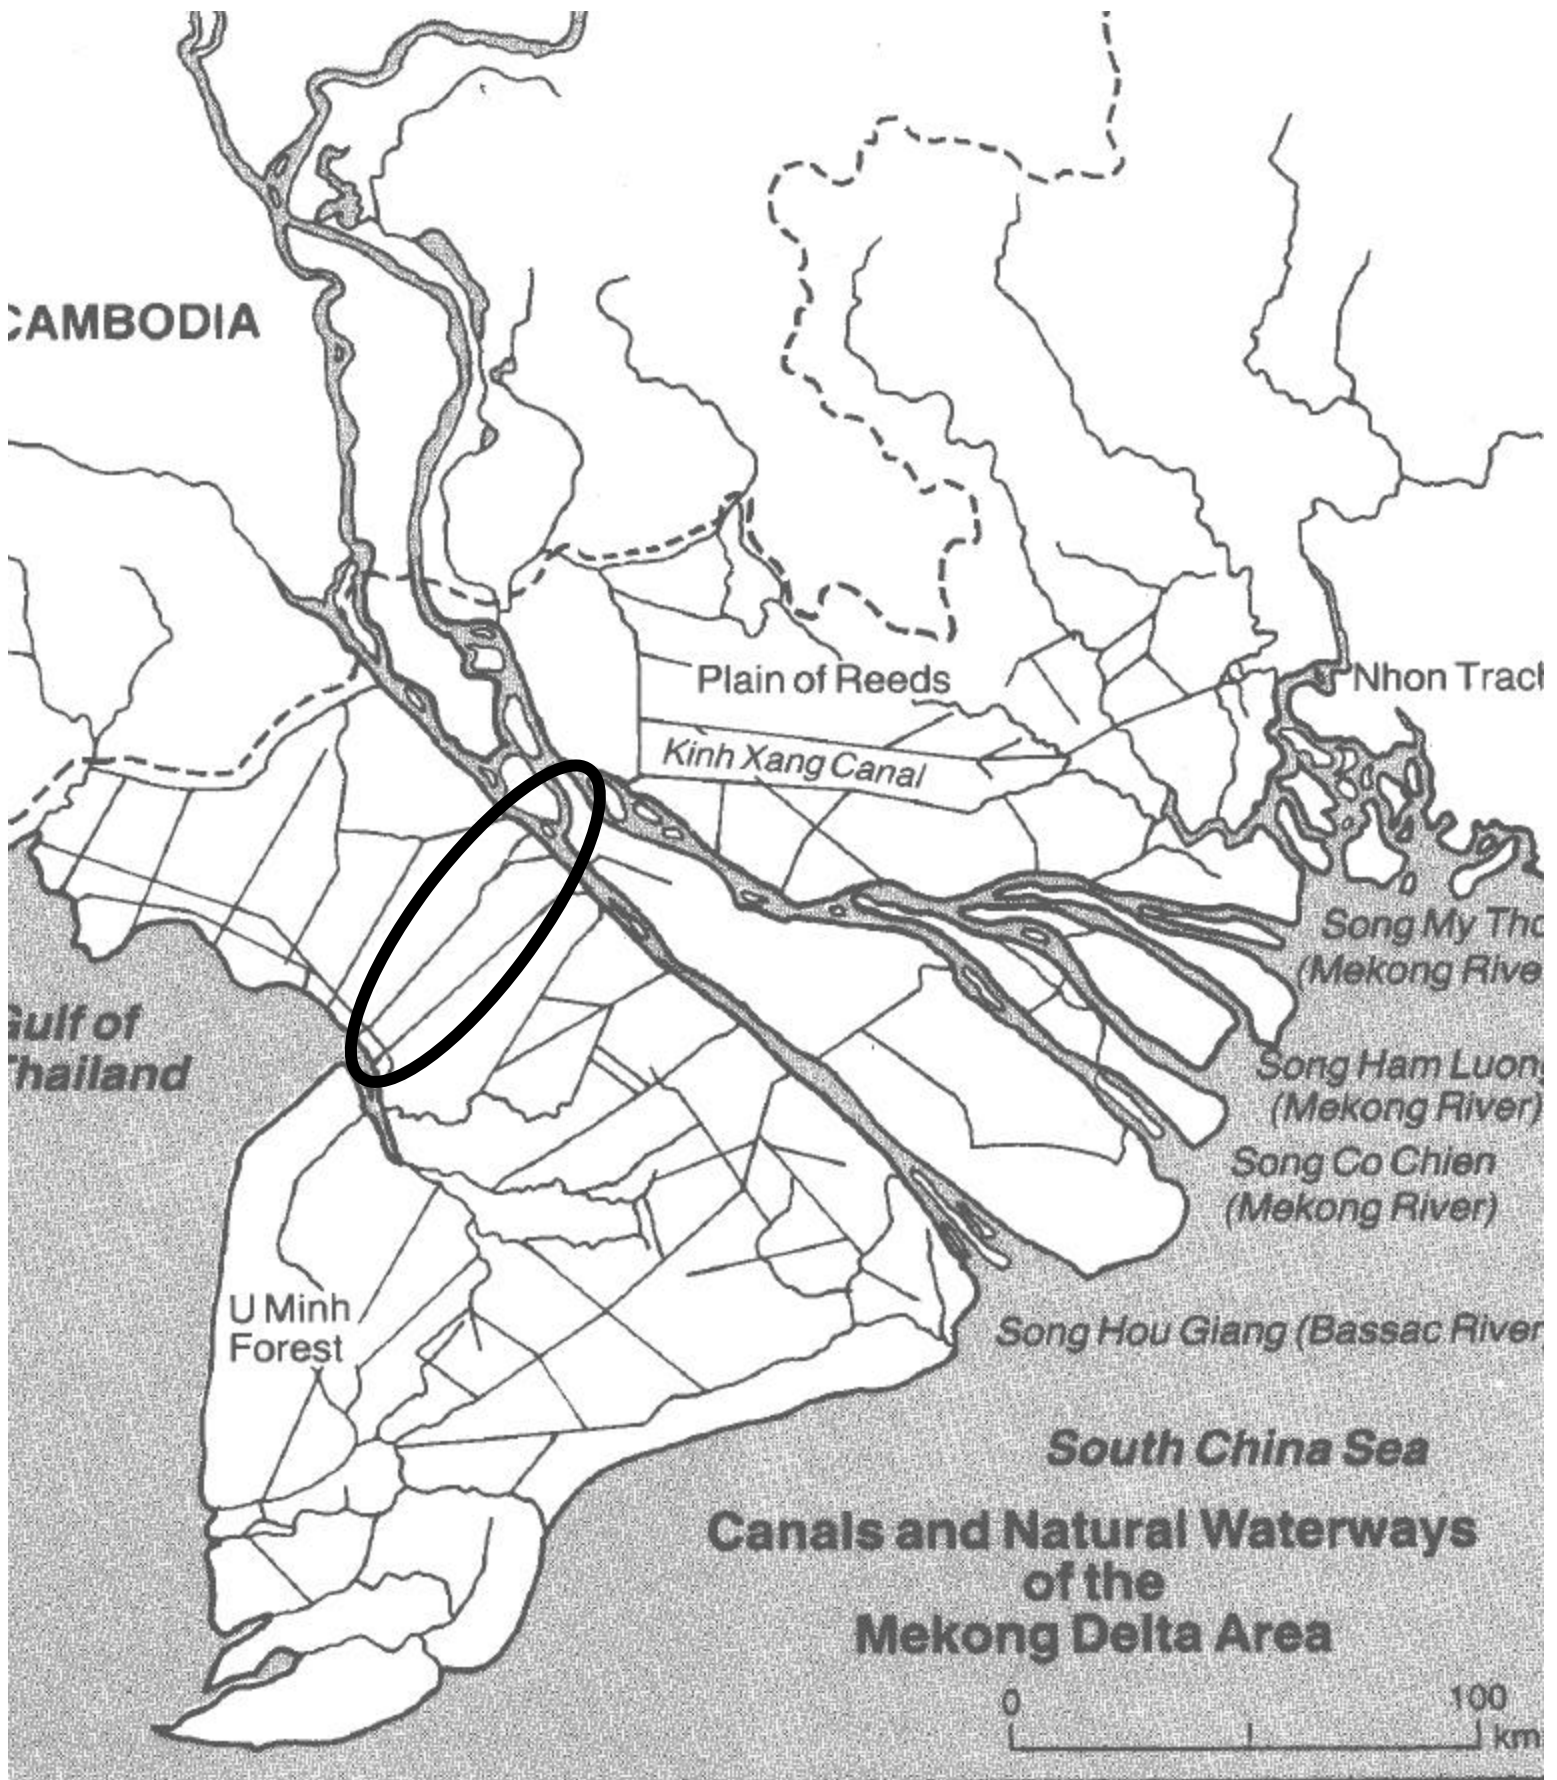 CAMBODIA
Plain of Reeds
Nhon Trach
Kinh Xang Canal
Song My Tho
(Mekong Rive
Gulf of
Thailand
Song Ham Luong
(Mekong River)
Song Co Chien
(Mekong River)
U Minh
Forest
Song Hou Giang (Bassac River
South China Sea
Canals and Natural Waterways
of the
Mekong Delta Area
0 100
km